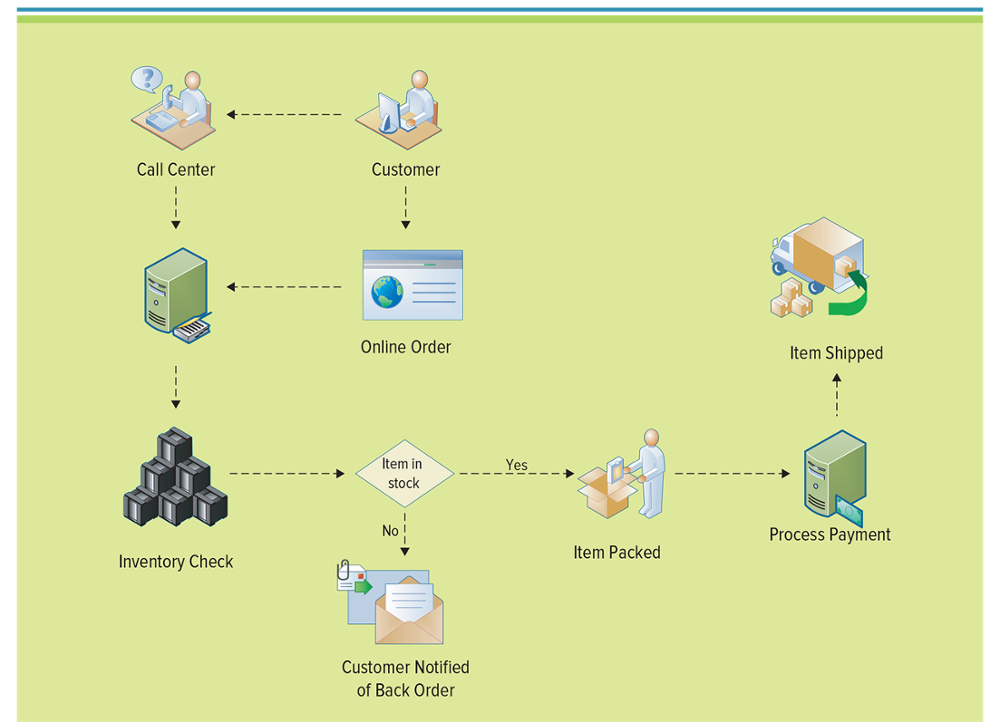 Call Center
Customer
Online Order
Item Shipped
Item in
stock
Yes
No
Inventory Check
Item Packed
Process Payment
Customer Notified
of Back Order